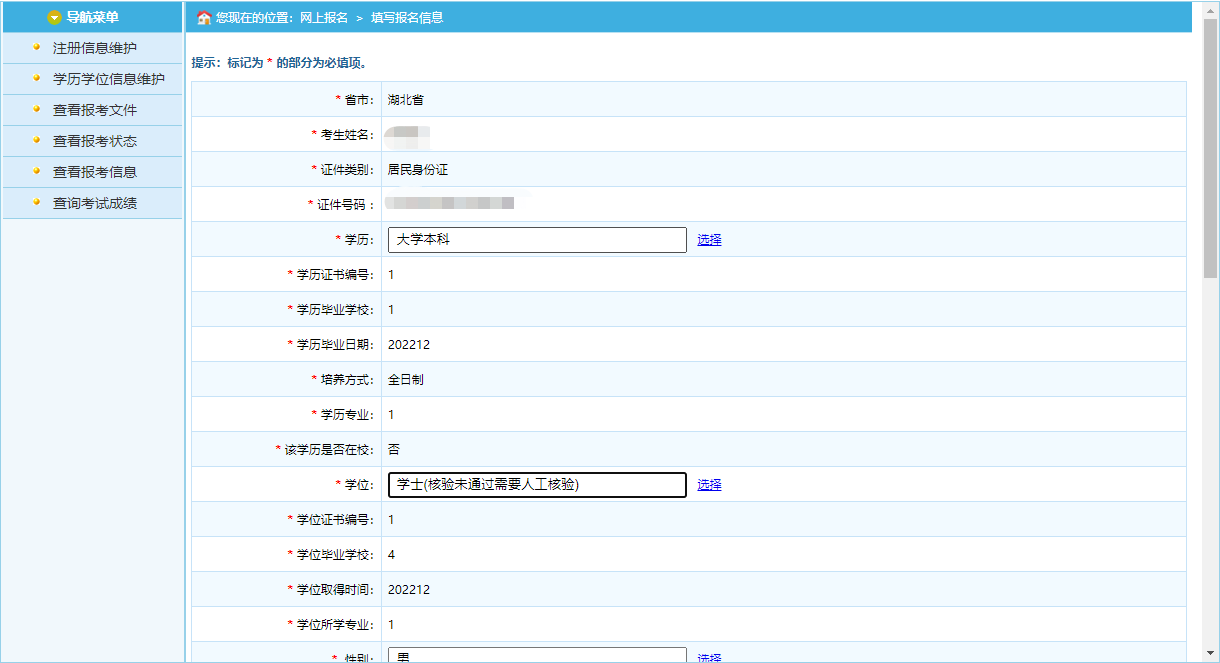 导航菜单
注册信息维护
学历学位信息维护
查看报考文件
查看报考状态
查看报考信息
查询考试成绩
您现在的位置：网上报名 > 填写报名信息
提示：标记为 * 的部分为必填项。
* 省市： 湖北省
* 考生姓名：
* 证件类别： 居民身份证
* 证件号码：
* 学历： 大学本科 选择
* 学历证书编号： 1
* 学历毕业学校： 1
* 学历毕业日期： 202212
* 培养方式： 全日制
* 学历专业： 1
* 该学历是否在校： 否
* 学位： 学士(核验未通过需要人工核验) 选择
* 学位证书编号： 1
* 学位毕业学校： 4
* 学位取得时间： 202212
* 学位所学专业： 1
* 性别： 男 选择